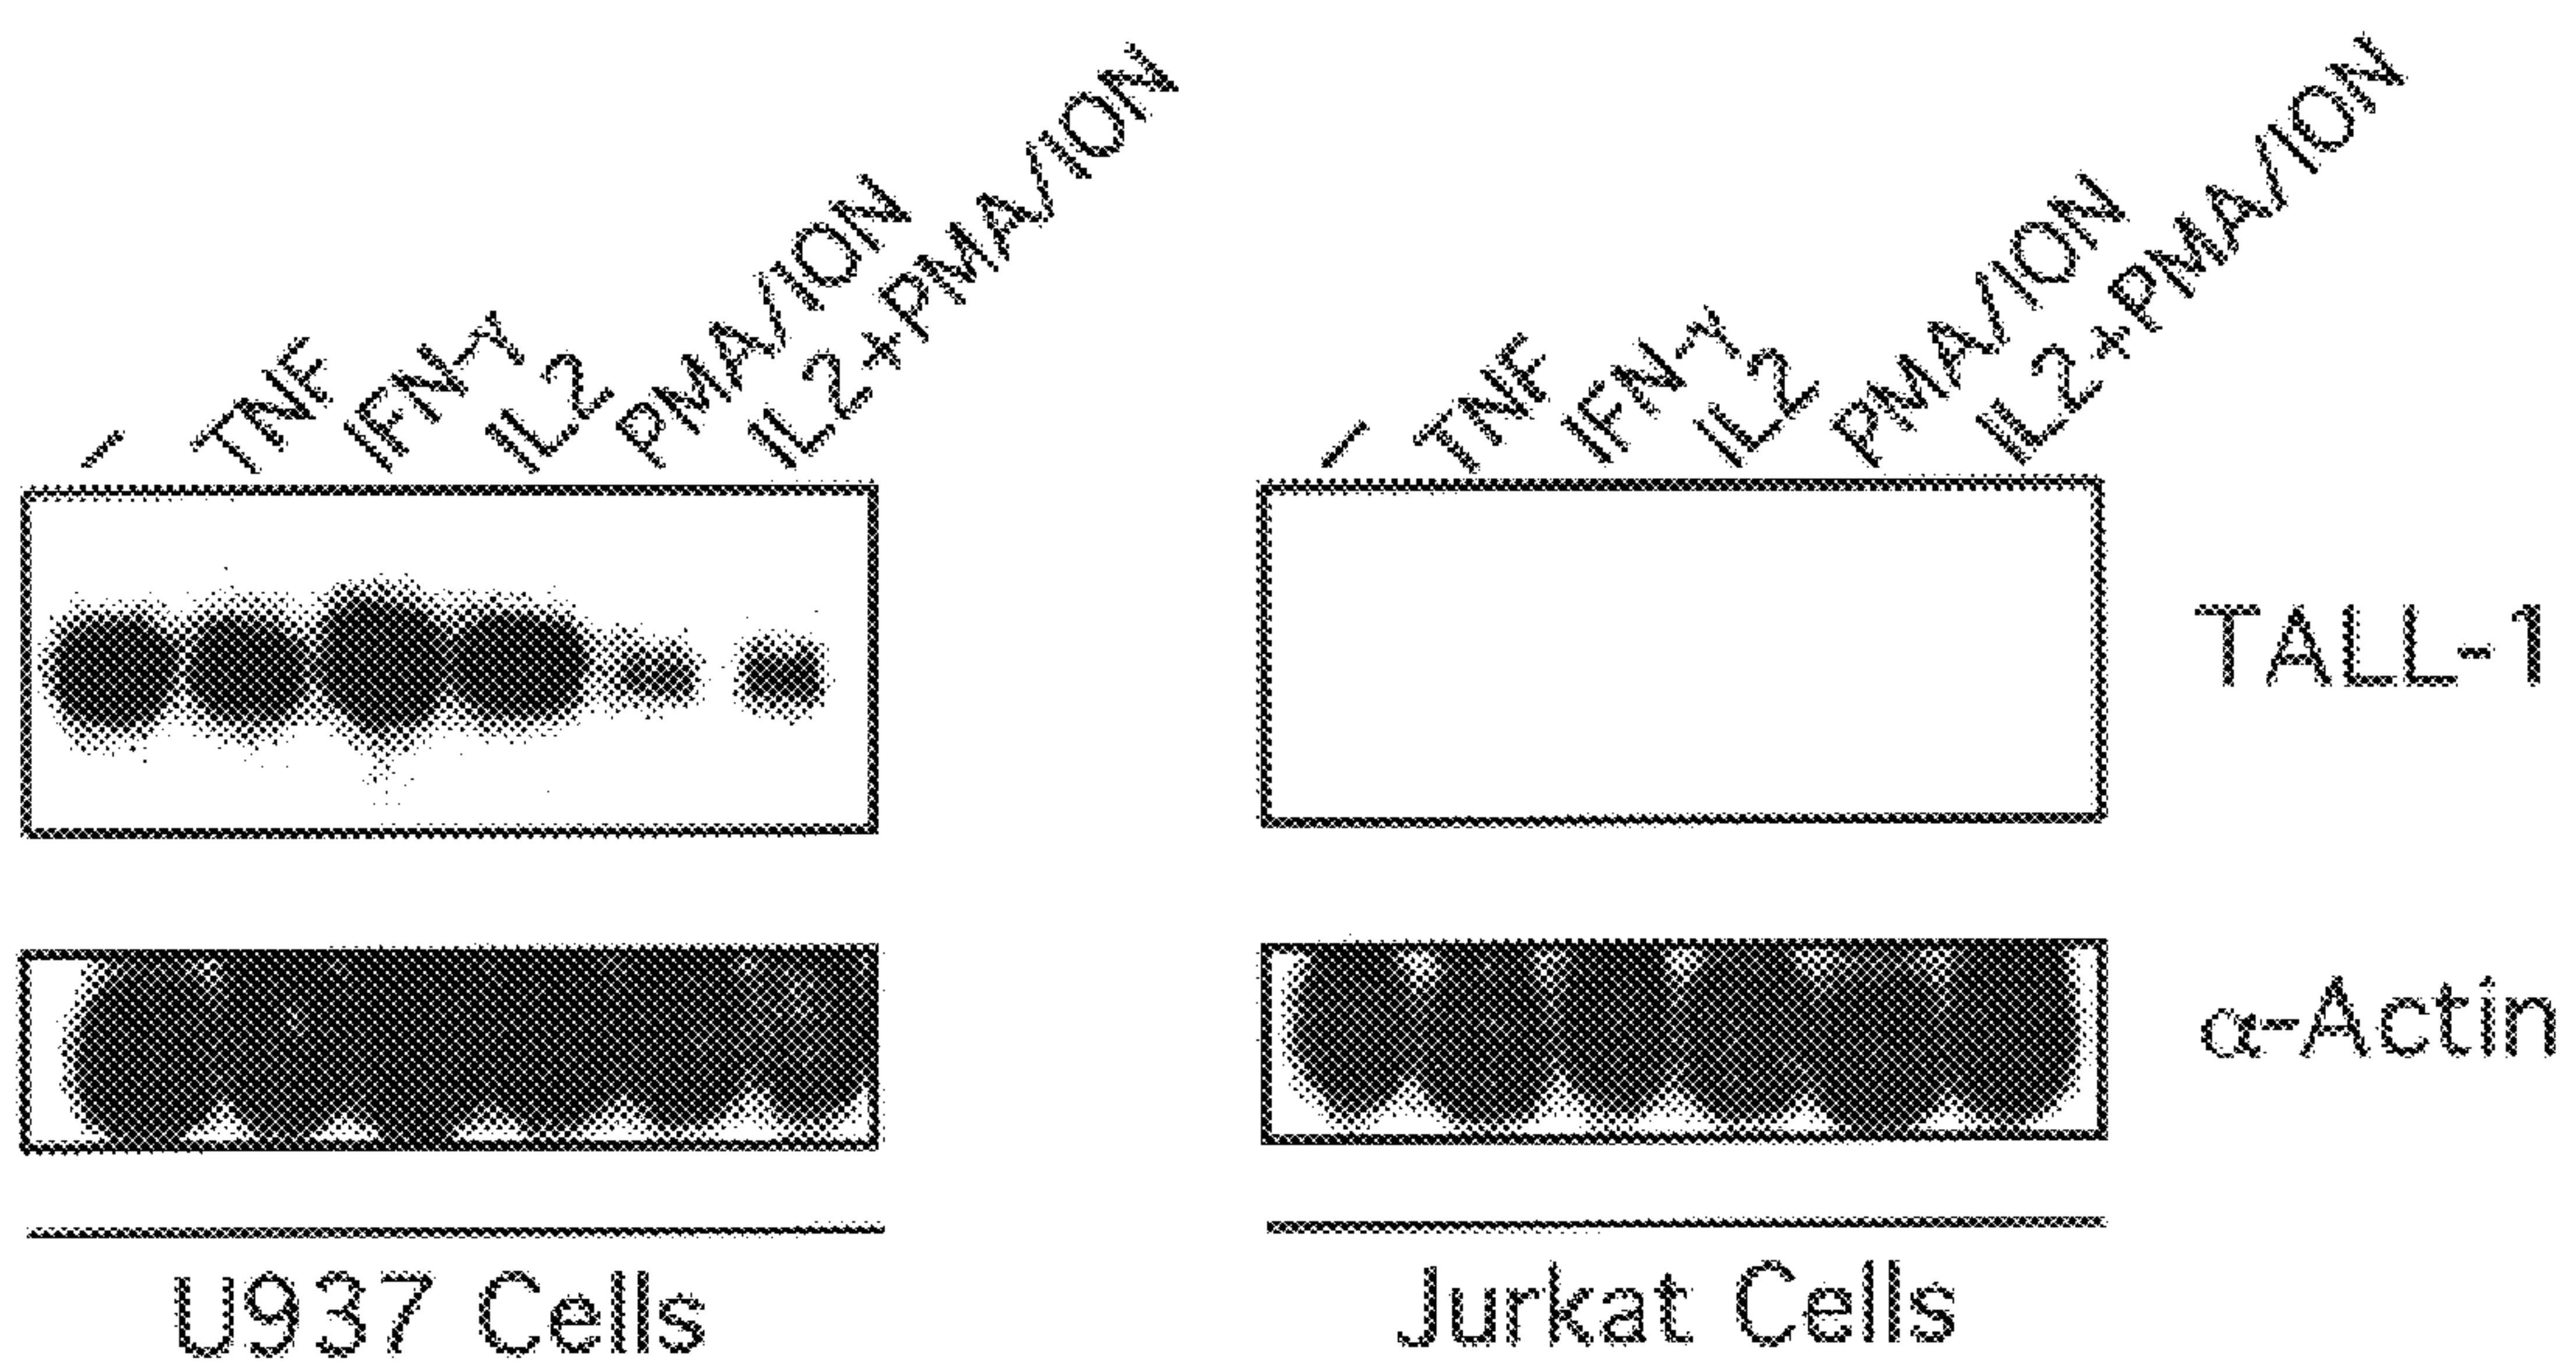 –
TNF
IFN-γ
IL2
PMA/ION
IL2+PMA/ION
–
TNF
IFN-γ
IL2
PMA/ION
IL2+PMA/ION
TALL-1
α-Actin
U937 Cells
Jurkat Cells